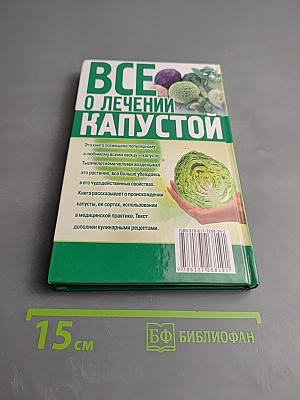 ВСЕ
О ЛЕЧЕНИИ
КАПУСТОЙ
Эта книга посвящена популярному
и любимому всеми овощу – капусте.
Тысячелетиями человек возделывал
это растение, все больше убеждаясь
в его чудодейственных свойствах.
Книга рассказывает о происхождении
капусты, ее сортах, использовании
в медицинской практике. Текст
дополнен кулинарными рецептами.
15 см
БФ БИБЛИОФАН